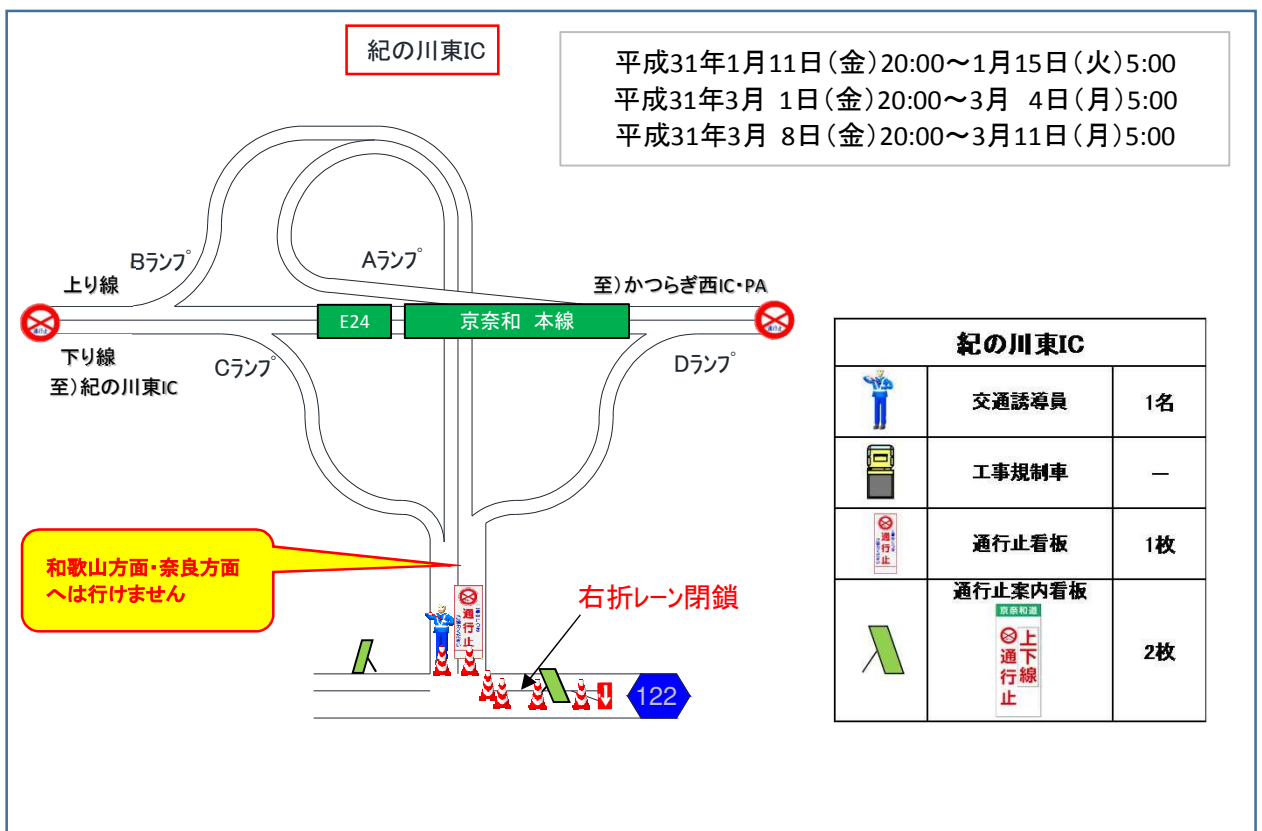 紀の川東IC
平成31年1月11日(金)20:00～1月15日(火)5:00
平成31年3月 1日(金)20:00～3月 4日(月)5:00
平成31年3月 8日(金)20:00～3月11日(月)5:00
Bランプ
Aランプ
上り線
至)かつらぎ西IC・PA
通行止
E24
京奈和 本線
通行止
下り線
至)紀の川東IC
Cランプ
Dランプ
和歌山方面・奈良方面
へは行けません
通行止
右折レーン閉鎖
122
紀の川東IC
交通誘導員
1名
工事規制車
－
通行止
通行止看板
1枚
通行止案内看板
京奈和道
上下線
通行止
2枚